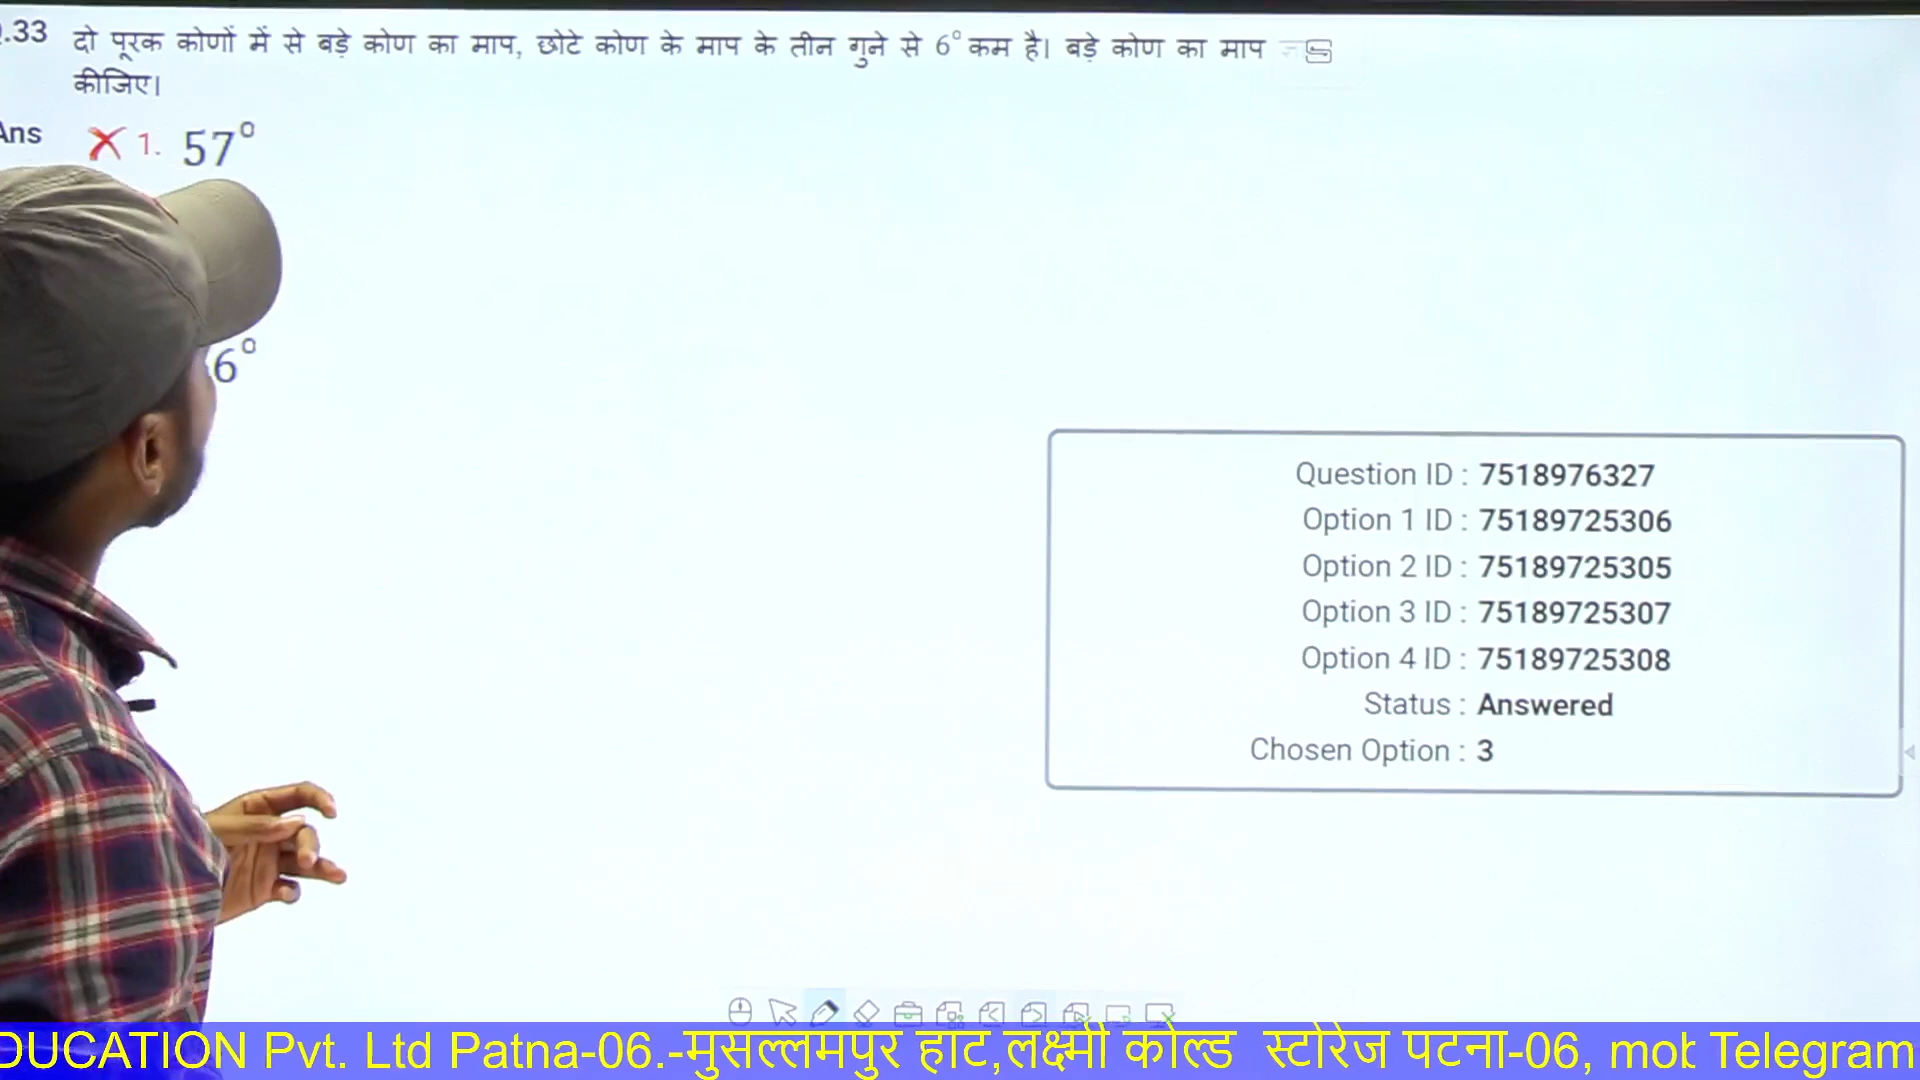 .33 दो पूरक कोणों में से बड़े कोण का माप, छोटे कोण के माप के तीन गुने से 6° कम है। बड़े कोण का माप
कीजिए।
Ans X 1. 57°
6°
Question ID : 7518976327
Option 1 ID : 75189725306
Option 2 ID : 75189725305
Option 3 ID : 75189725307
Option 4 ID : 75189725308
Status : Answered
Chosen Option : 3
DUCATION Pvt. Ltd Patna-06.-मुसल्लमपुर हाट,लक्ष्मी कोल्ड स्टोरेज पटना-06, mob Telegram